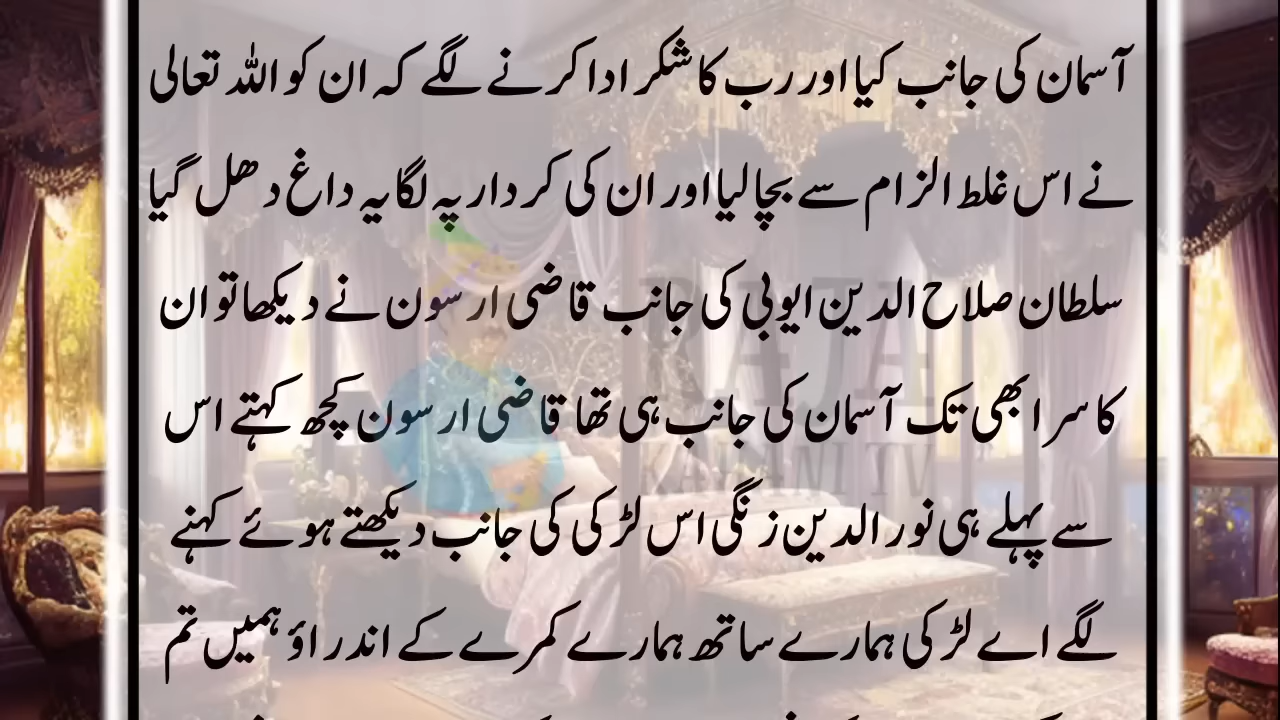 آسمان کی جانب کیا اور رب کا شکر ادا کرنے لگے کہ ان کو اللہ تعالی
نے اس غلط الزام سے بچا لیا اور ان کی کردار پہ لگا یہ داغ دھل گیا
سلطان صلاح الدین ایوبی کی جانب قاضی ارسون نے دیکھا تو ان
کا سر ابھی تک آسمان کی جانب ہی تھا قاضی ارسون کچھ کہتے اس
سے پہلے ہی نور الدین زنگی اس لڑکی کی جانب دیکھتے ہوئے کہنے
لگے اے لڑکی ہمارے ساتھ ہمارے کمرے کے اندر اؤ ہمیں تم
RAJA